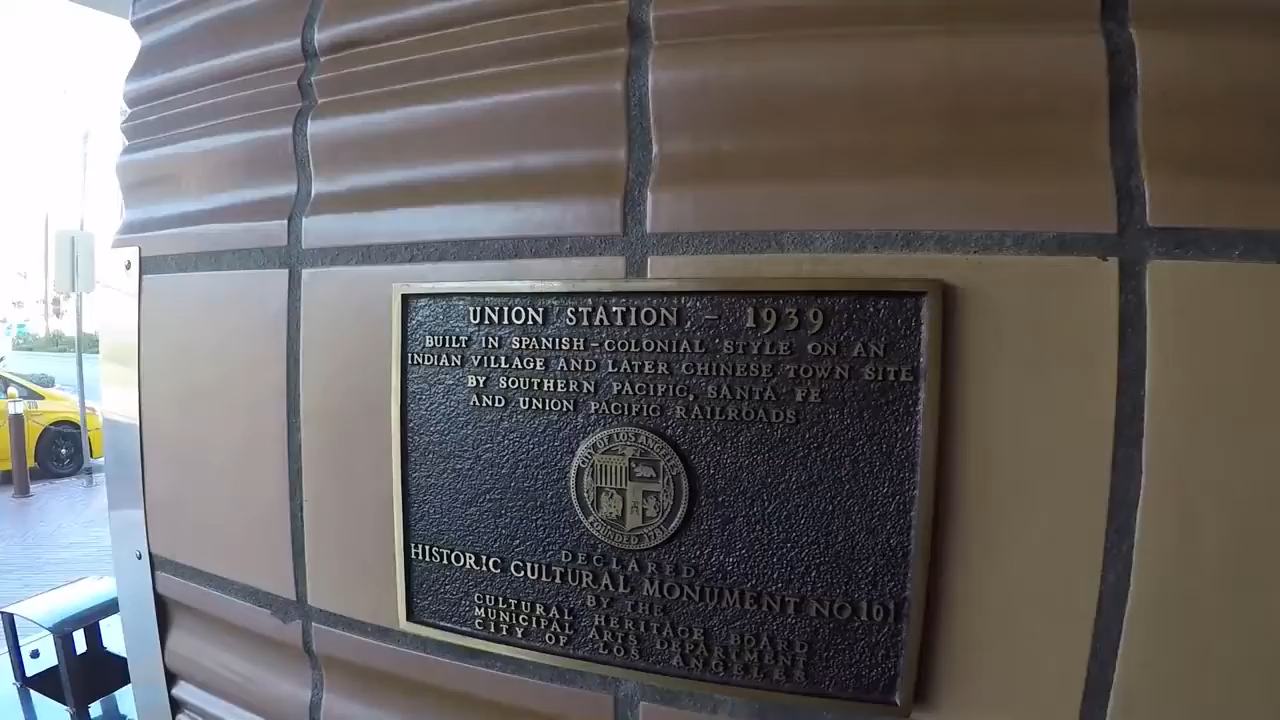 UNION STATION – 1939
BUILT IN SPANISH-COLONIAL STYLE ON AN
INDIAN VILLAGE AND LATER CHINESE TOWN SITE
BY SOUTHERN PACIFIC, SANTA FE
AND UNION PACIFIC RAILROADS
CITY OF LOS ANGELES
FOUNDED 1781
DECLARED
HISTORIC CULTURAL MONUMENT NO. 101
BY THE
CULTURAL HERITAGE BOARD
MUNICIPAL ARTS DEPARTMENT
CITY OF LOS ANGELES